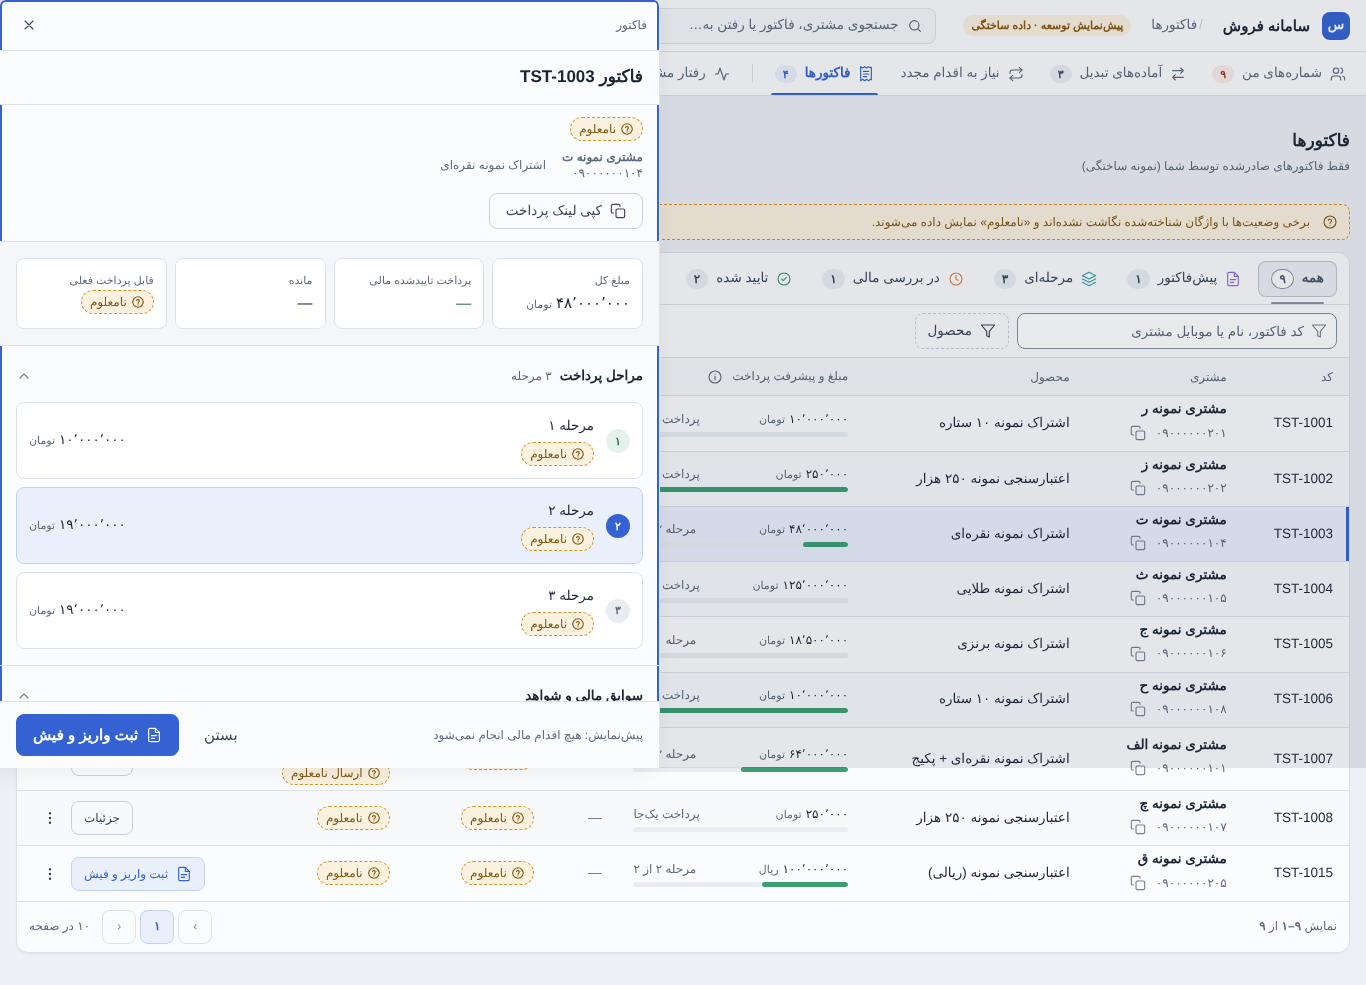 سامانه فروش
/ فاکتورها
پیش‌نمایش توسعه · داده ساختگی
جستجوی مشتری، فاکتور یا رفتن به…
شماره‌های من ۹
آماده‌های تبدیل ۳
نیاز به اقدام مجدد
فاکتورها ۴
رفتار
فاکتورها
فقط فاکتورهای صادرشده توسط شما (نمونه ساختگی)
برخی وضعیت‌ها با واژگان شناخته‌شده نگاشت نشده‌اند و «نامعلوم» نمایش داده می‌شوند.
همه ۹
پیش‌فاکتور ۱
مرحله‌ای ۳
در بررسی مالی ۱
تایید شده ۲
کد فاکتور، نام یا موبایل مشتری
محصول
کد مشتری محصول مبلغ و پیشرفت پرداخت
TST-1001 مشتری نمونه ر ۰۹۰۰۰۰۰۰۲۰۱ اشتراک نمونه ۱۰ ستاره ۱۰٬۰۰۰٬۰۰۰ تومان پرداخت
TST-1002 مشتری نمونه ز ۰۹۰۰۰۰۰۰۲۰۲ اعتبارسنجی نمونه ۲۵۰ هزار ۲۵۰٬۰۰۰ تومان پرداخت
TST-1003 مشتری نمونه ت ۰۹۰۰۰۰۰۰۱۰۴ اشتراک نمونه نقره‌ای ۴۸٬۰۰۰٬۰۰۰ تومان مرحله
TST-1004 مشتری نمونه ث ۰۹۰۰۰۰۰۰۱۰۵ اشتراک نمونه طلایی ۱۲۵٬۰۰۰٬۰۰۰ تومان پرداخت
TST-1005 مشتری نمونه ج ۰۹۰۰۰۰۰۰۱۰۶ اشتراک نمونه برنزی ۱۸٬۵۰۰٬۰۰۰ تومان مرحله
TST-1006 مشتری نمونه ح ۰۹۰۰۰۰۰۰۱۰۸ اشتراک نمونه ۱۰ ستاره ۱۰٬۰۰۰٬۰۰۰ تومان پرداخت
TST-1007 مشتری نمونه الف ۰۹۰۰۰۰۰۰۱۰۱ اشتراک نمونه نقره‌ای + پکیج ۶۴٬۰۰۰٬۰۰۰ تومان مرحله
ارسال نامعلوم
TST-1008 مشتری نمونه چ ۰۹۰۰۰۰۰۰۱۰۷ اعتبارسنجی نمونه ۲۵۰ هزار ۲۵۰٬۰۰۰ تومان پرداخت یک‌جا — نامعلوم نامعلوم جزئیات
TST-1015 مشتری نمونه ق ۰۹۰۰۰۰۰۰۲۰۵ اعتبارسنجی نمونه (ریالی) ۱۰۰٬۰۰۰٬۰۰۰ ریال مرحله ۲ از ۲ — نامعلوم نامعلوم ثبت واریز و فیش
نمایش ۹–۱ از ۹
‹ ۱ › ۱۰ در صفحه
فاکتور
فاکتور TST-1003
نامعلوم
مشتری نمونه ت
۰۹۰۰۰۰۰۰۱۰۴
اشتراک نمونه نقره‌ای
کپی لینک پرداخت
مبلغ کل
۴۸٬۰۰۰٬۰۰۰ تومان
پرداخت تاییدشده مالی
—
مانده
—
قابل پرداخت فعلی
نامعلوم
مراحل پرداخت ۳ مرحله
۱ مرحله ۱ ۱۰٬۰۰۰٬۰۰۰ تومان
نامعلوم
۲ مرحله ۲ ۱۹٬۰۰۰٬۰۰۰ تومان
نامعلوم
۳ مرحله ۳ ۱۹٬۰۰۰٬۰۰۰ تومان
نامعلوم
سوابق مالی و شواهد
پیش‌نمایش: هیچ اقدام مالی انجام نمی‌شود
بستن
ثبت واریز و فیش
س